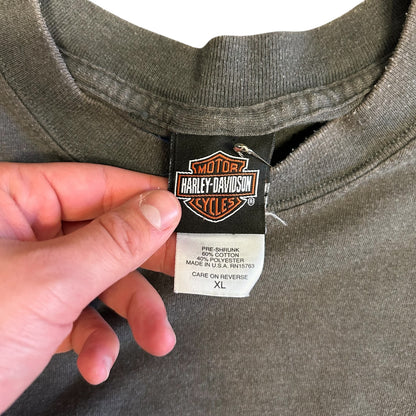 MOTOR
HARLEY-DAVIDSON
CYCLES
®
PRE-SHRUNK
60% COTTON
40% POLYESTER
MADE IN U.S.A. RN15763
CARE ON REVERSE
XL